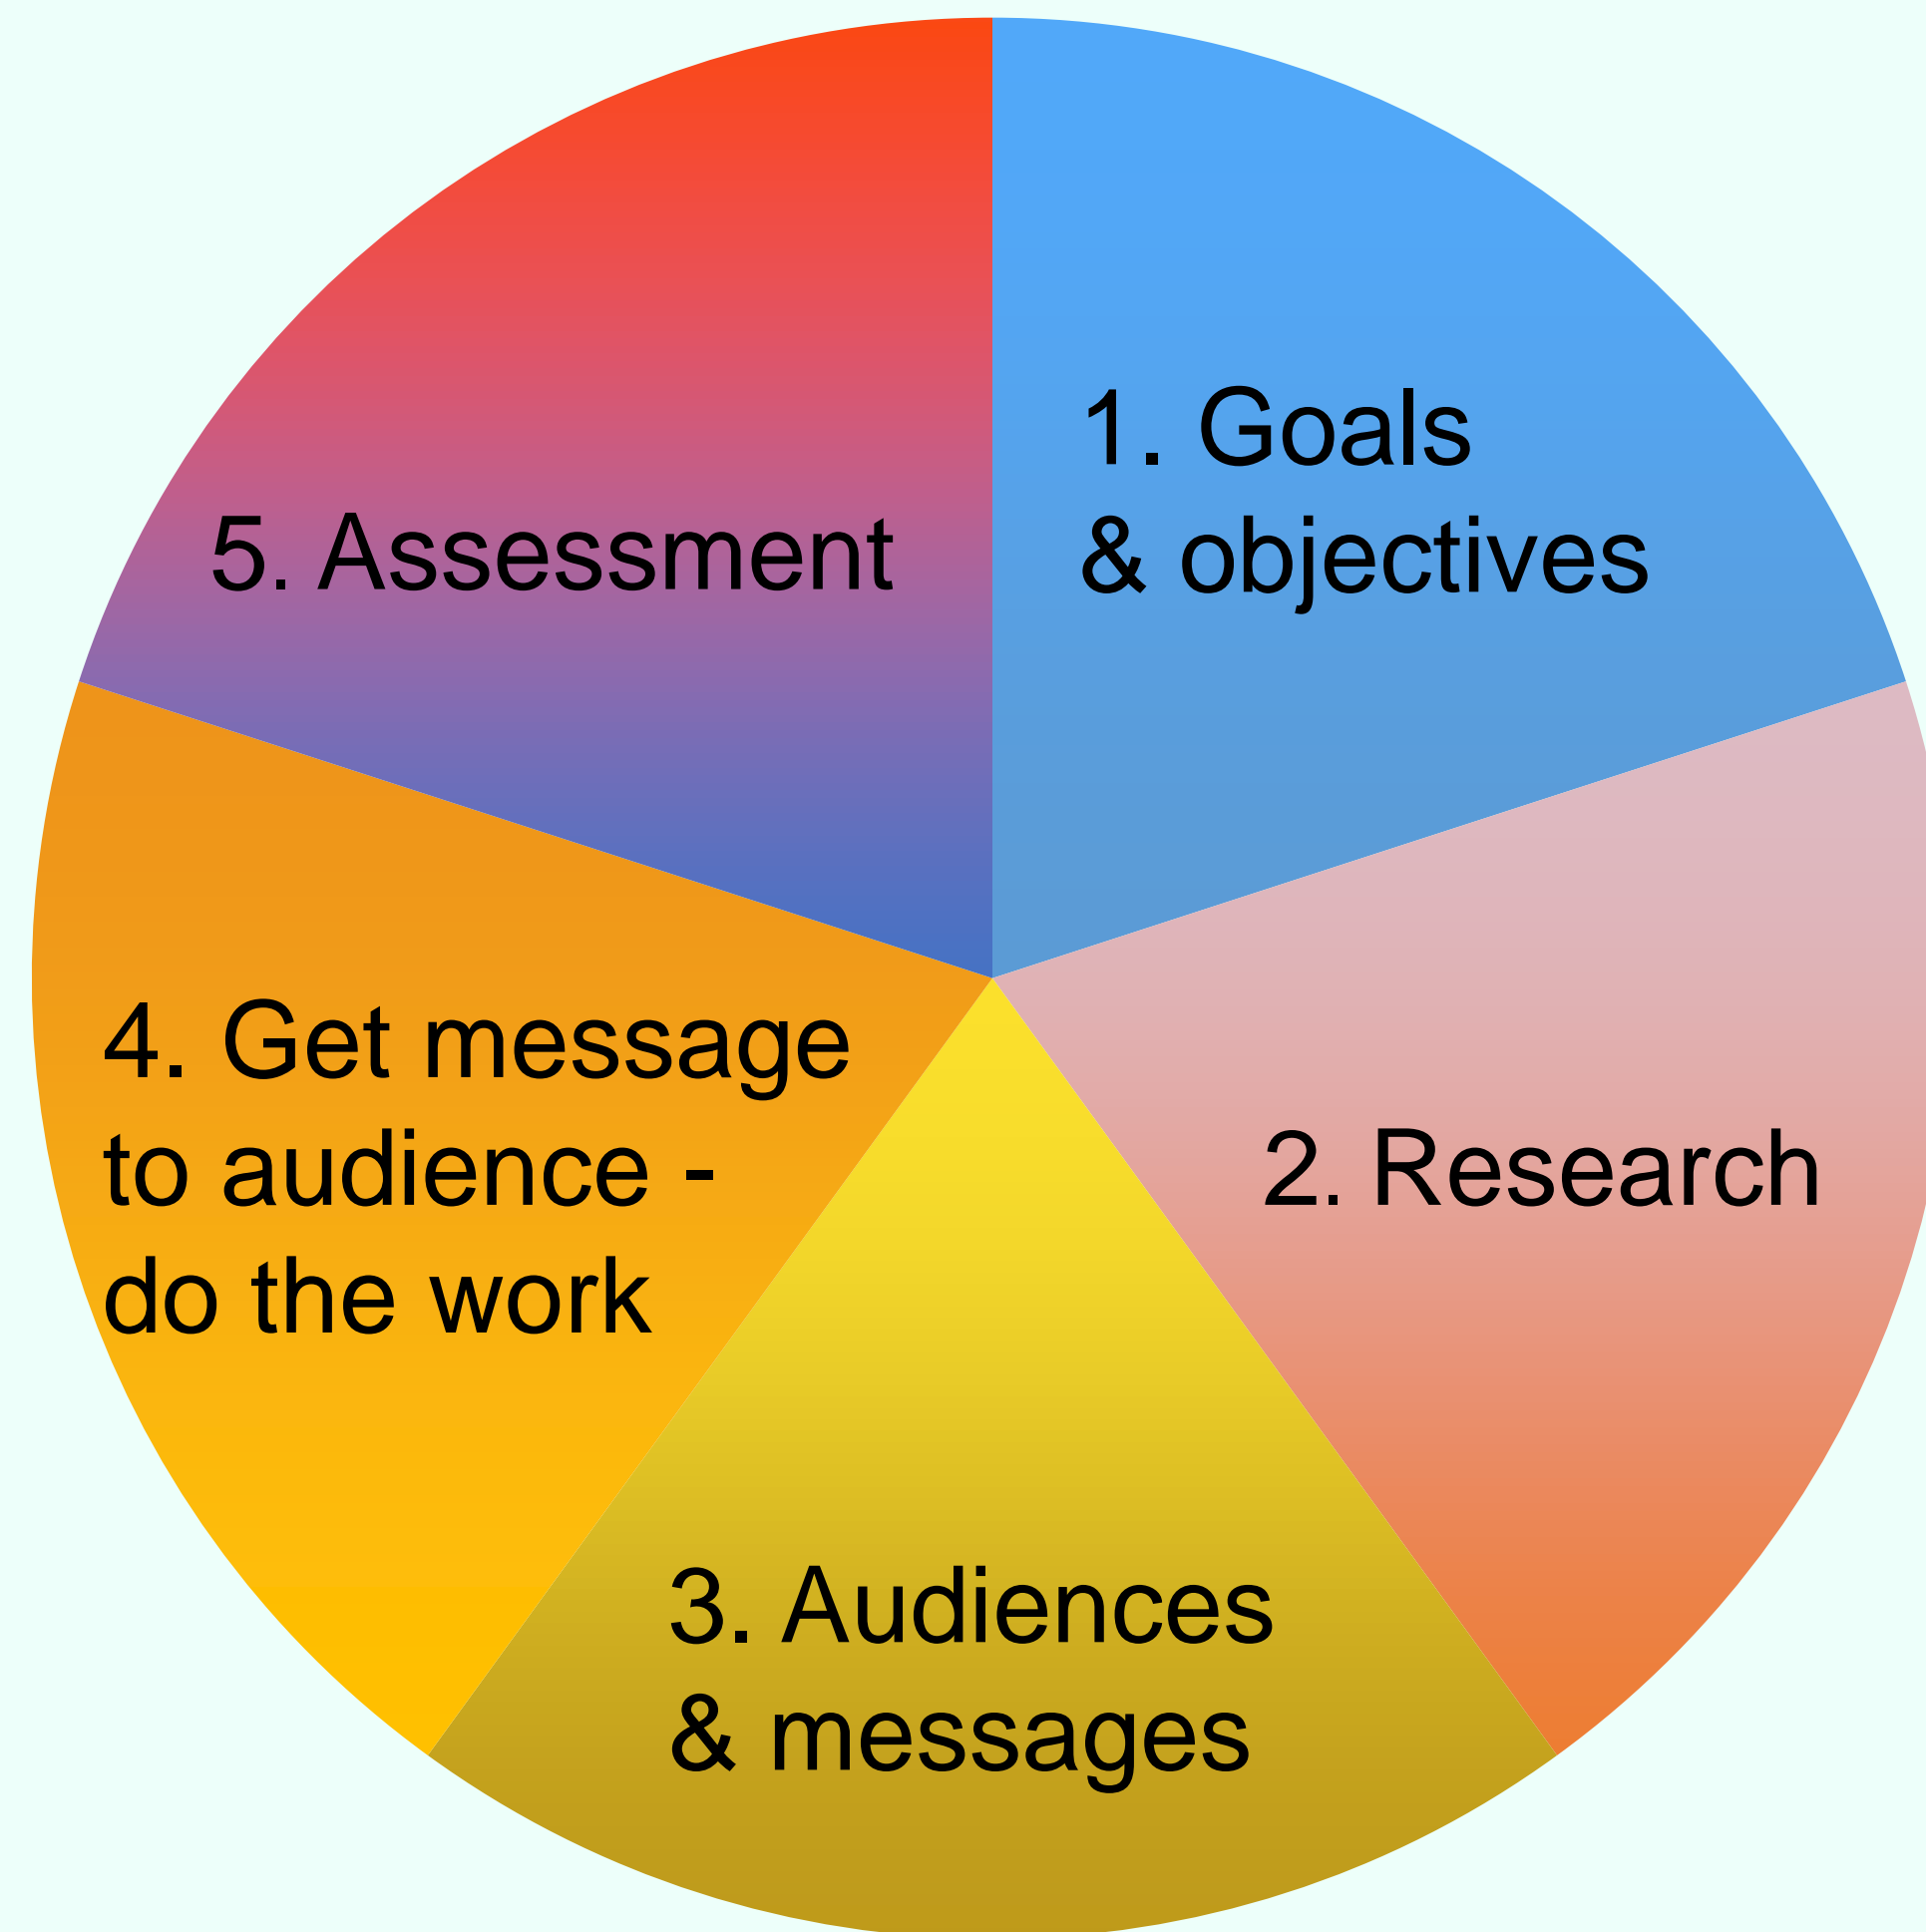 1. Goals
& objectives
2. Research
3. Audiences
& messages
4. Get message
to audience -
do the work
5. Assessment